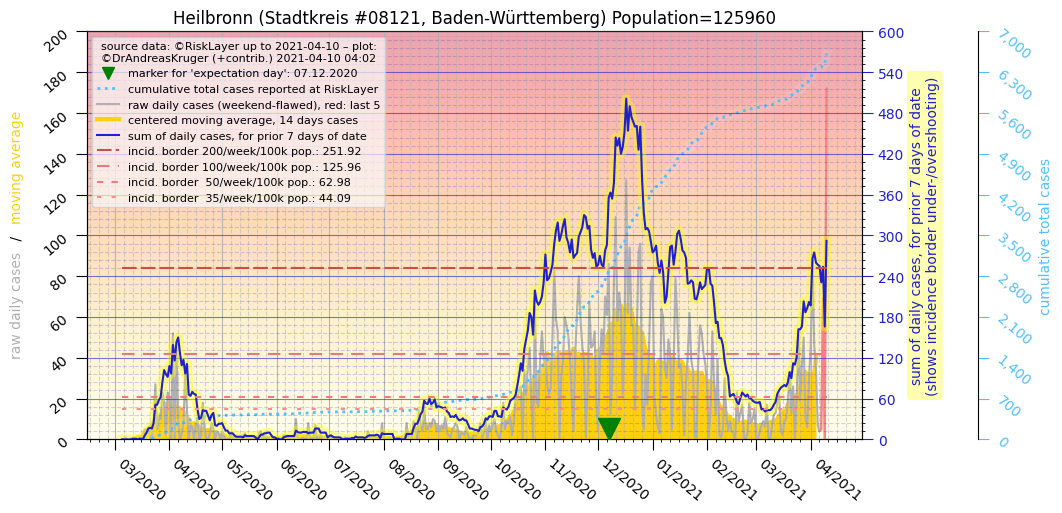 Heilbronn (Stadtkreis #08121, Baden-Württemberg) Population=125960
source data: ©RiskLayer up to 2021-04-10 – plot:
©DrAndreasKruger (+contrib.) 2021-04-10 04:02
marker for 'expectation day': 07.12.2020
cumulative total cases reported at RiskLayer
raw daily cases (weekend-flawed), red: last 5
centered moving average, 14 days cases
sum of daily cases, for prior 7 days of date
incid. border 200/week/100k pop.: 251.92
incid. border 100/week/100k pop.: 125.96
incid. border  50/week/100k pop.: 62.98
incid. border  35/week/100k pop.: 44.09
raw daily cases / moving average
200
180
160
140
120
100
80
60
40
20
0
03/2020
04/2020
05/2020
06/2020
07/2020
08/2020
09/2020
10/2020
11/2020
12/2020
01/2021
02/2021
03/2021
04/2021
600
540
480
420
360
300
240
180
120
60
0
sum of daily cases, for prior 7 days of date
(shows incidence border under-/overshooting)
7,000
6,300
5,600
4,900
4,200
3,500
2,800
2,100
1,400
700
0
cumulative total cases